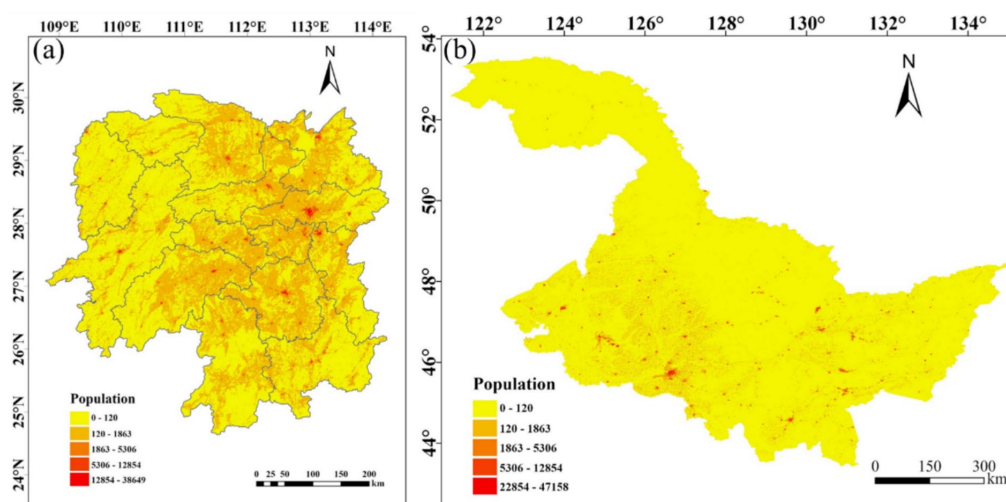 109°E 110°E 111°E 112°E 113°E 114°E
(a)
N
30°N
29°N
28°N
27°N
26°N
25°N
24°N
Population
0 - 120
120 - 1863
1863 - 5306
5306 - 12854
12854 - 38649
0 25 50 100 150 200
km
122° 124° 126° 128° 130° 132° 134°
(b)
N
54°
52°
50°
48°
46°
44°
Population
0 - 120
120 - 1863
1863 - 5306
5306 - 12854
22854 - 47158
0 150 300
km